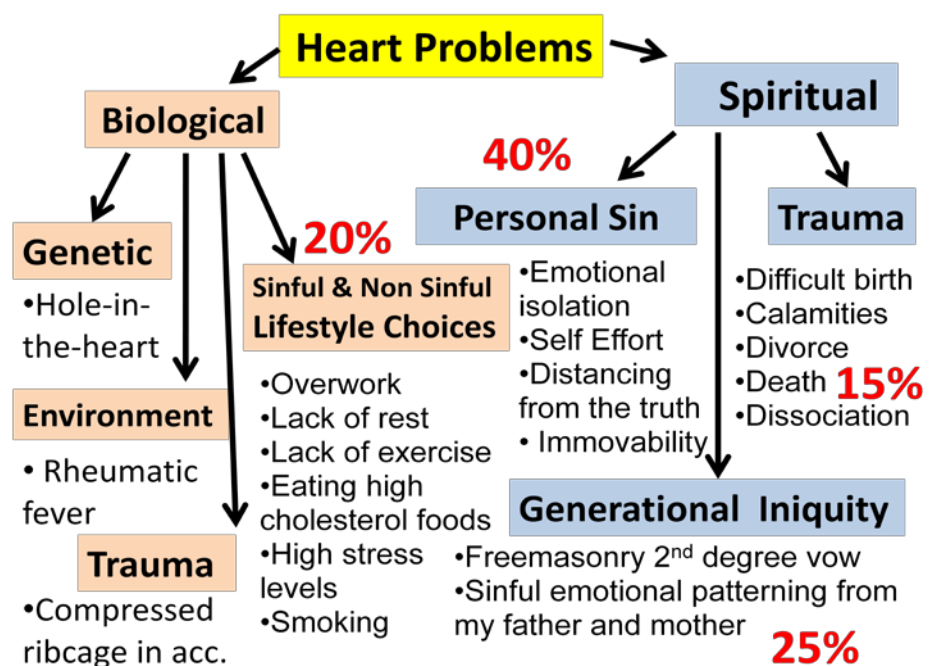 Heart Problems
Biological
Spiritual
40%
Personal Sin
Trauma
Genetic
20%
•Hole-in-
the-heart
Sinful & Non Sinful
Lifestyle Choices
•Emotional
isolation
•Self Effort
•Distancing
from the truth
• Immovability
•Difficult birth
•Calamities
•Divorce
•Death 15%
•Dissociation
Environment
• Rheumatic
fever
•Overwork
•Lack of rest
•Lack of exercise
•Eating high
cholesterol foods
•High stress
levels
•Smoking
Trauma
•Compressed
ribcage in acc.
Generational Iniquity
•Freemasonry 2nd degree vow
•Sinful emotional patterning from
my father and mother
25%